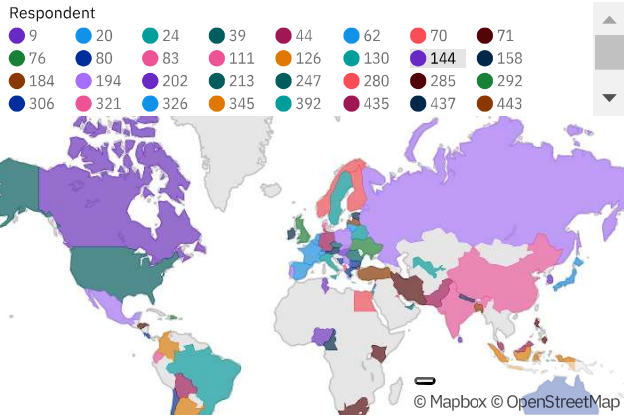 Respondent
9 20 24 39 44 62 70 71
76 80 83 111 126 130 144 158
184 194 202 213 247 280 285 292
306 321 326 345 392 435 437 443
© Mapbox © OpenStreetMap